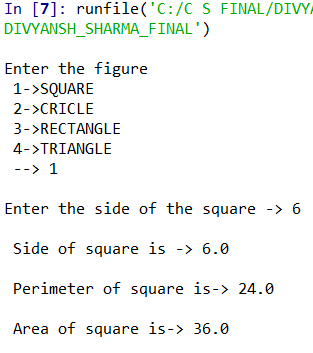 In [7]: runfile('C:/C S FINAL/DIVYA
DIVYANSH_SHARMA_FINAL')
Enter the figure
1->SQUARE
2->CRICLE
3->RECTANGLE
4->TRIANGLE
--> 1
Enter the side of the square -> 6
Side of square is -> 6.0
Perimeter of square is-> 24.0
Area of square is-> 36.0